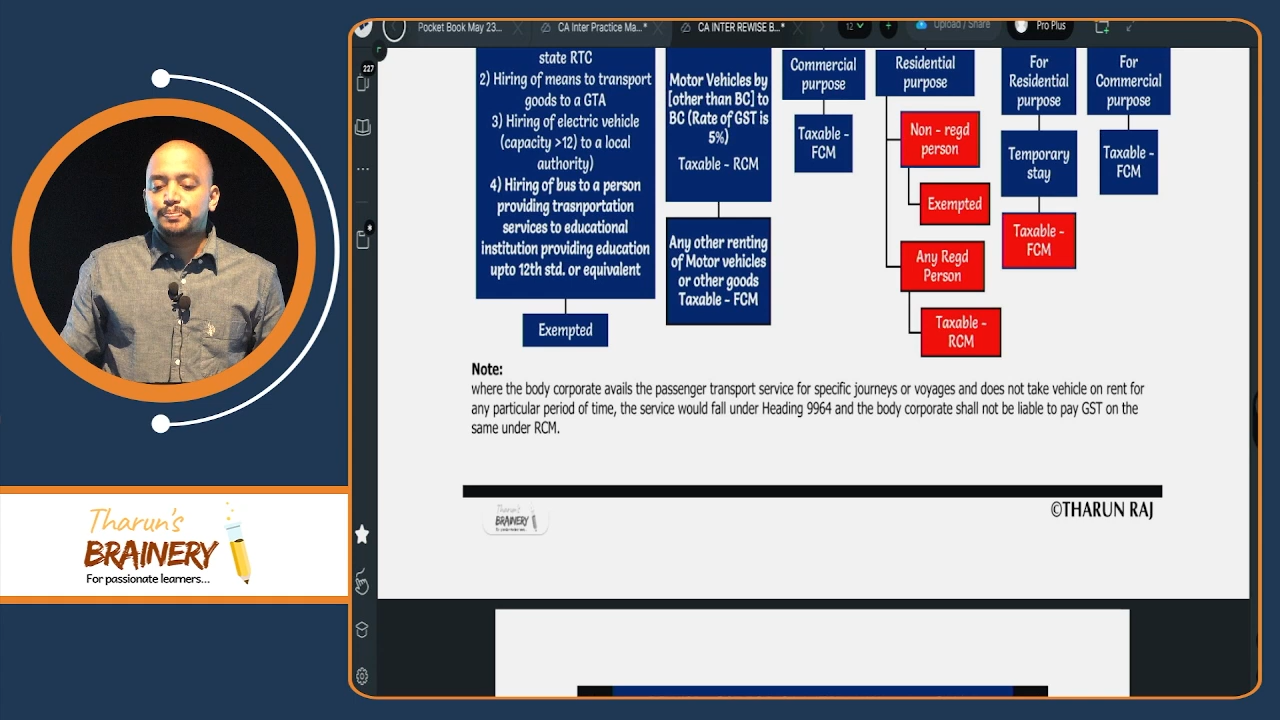 Pocket Book May 23...
CA Inter Practice Ma...*
CA INTER REWISE B...*
12
Upload / Share
Pro Plus
227
state RTC
2) Hiring of means to transport
goods to a GTA
3) Hiring of electric vehicle
(capacity >12) to a local
authority)
4) Hiring of bus to a person
providing trasnportation
services to educational
institution providing education
upto 12th std. or equivalent
Exempted
Motor Vehicles by
[other than BC] to
BC (Rate of GST is
5%)
Taxable - RCM
Any other renting
of Motor vehicles
or other goods
Taxable - FCM
Commercial
purpose
Taxable -
FCM
Residential
purpose
Non - regd
person
Exempted
Any Regd
Person
Taxable -
RCM
For
Residential
purpose
Temporary
stay
Taxable -
FCM
For
Commercial
purpose
Taxable -
FCM
Note:
where the body corporate avails the passenger transport service for specific journeys or voyages and does not take vehicle on rent for
any particular period of time, the service would fall under Heading 9964 and the body corporate shall not be liable to pay GST on the
same under RCM.
Tharun's
BRAINERY
©THARUN RAJ
Tharun's
BRAINERY
For passionate learners...